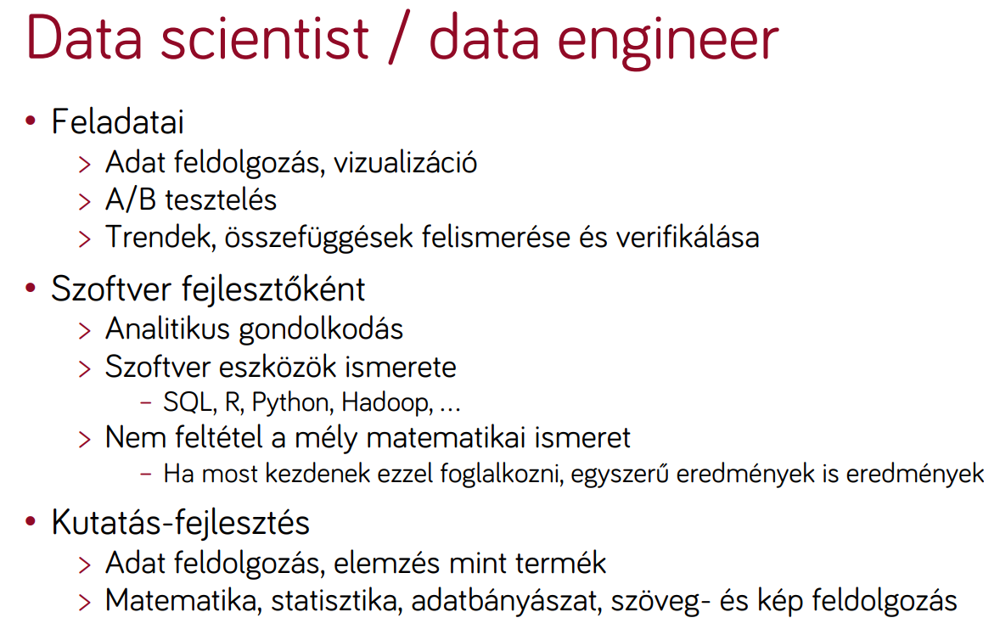 Data scientist / data engineer
• Feladatai
> Adat feldolgozás, vizualizáció
> A/B tesztelés
> Trendek, összefüggések felismerése és verifikálása
• Szoftver fejlesztőként
> Analitikus gondolkodás
> Szoftver eszközök ismerete
– SQL, R, Python, Hadoop, …
> Nem feltétel a mély matematikai ismeret
– Ha most kezdenek ezzel foglalkozni, egyszerű eredmények is eredmények
• Kutatás-fejlesztés
> Adat feldolgozás, elemzés mint termék
> Matematika, statisztika, adatbányászat, szöveg- és kép feldolgozás